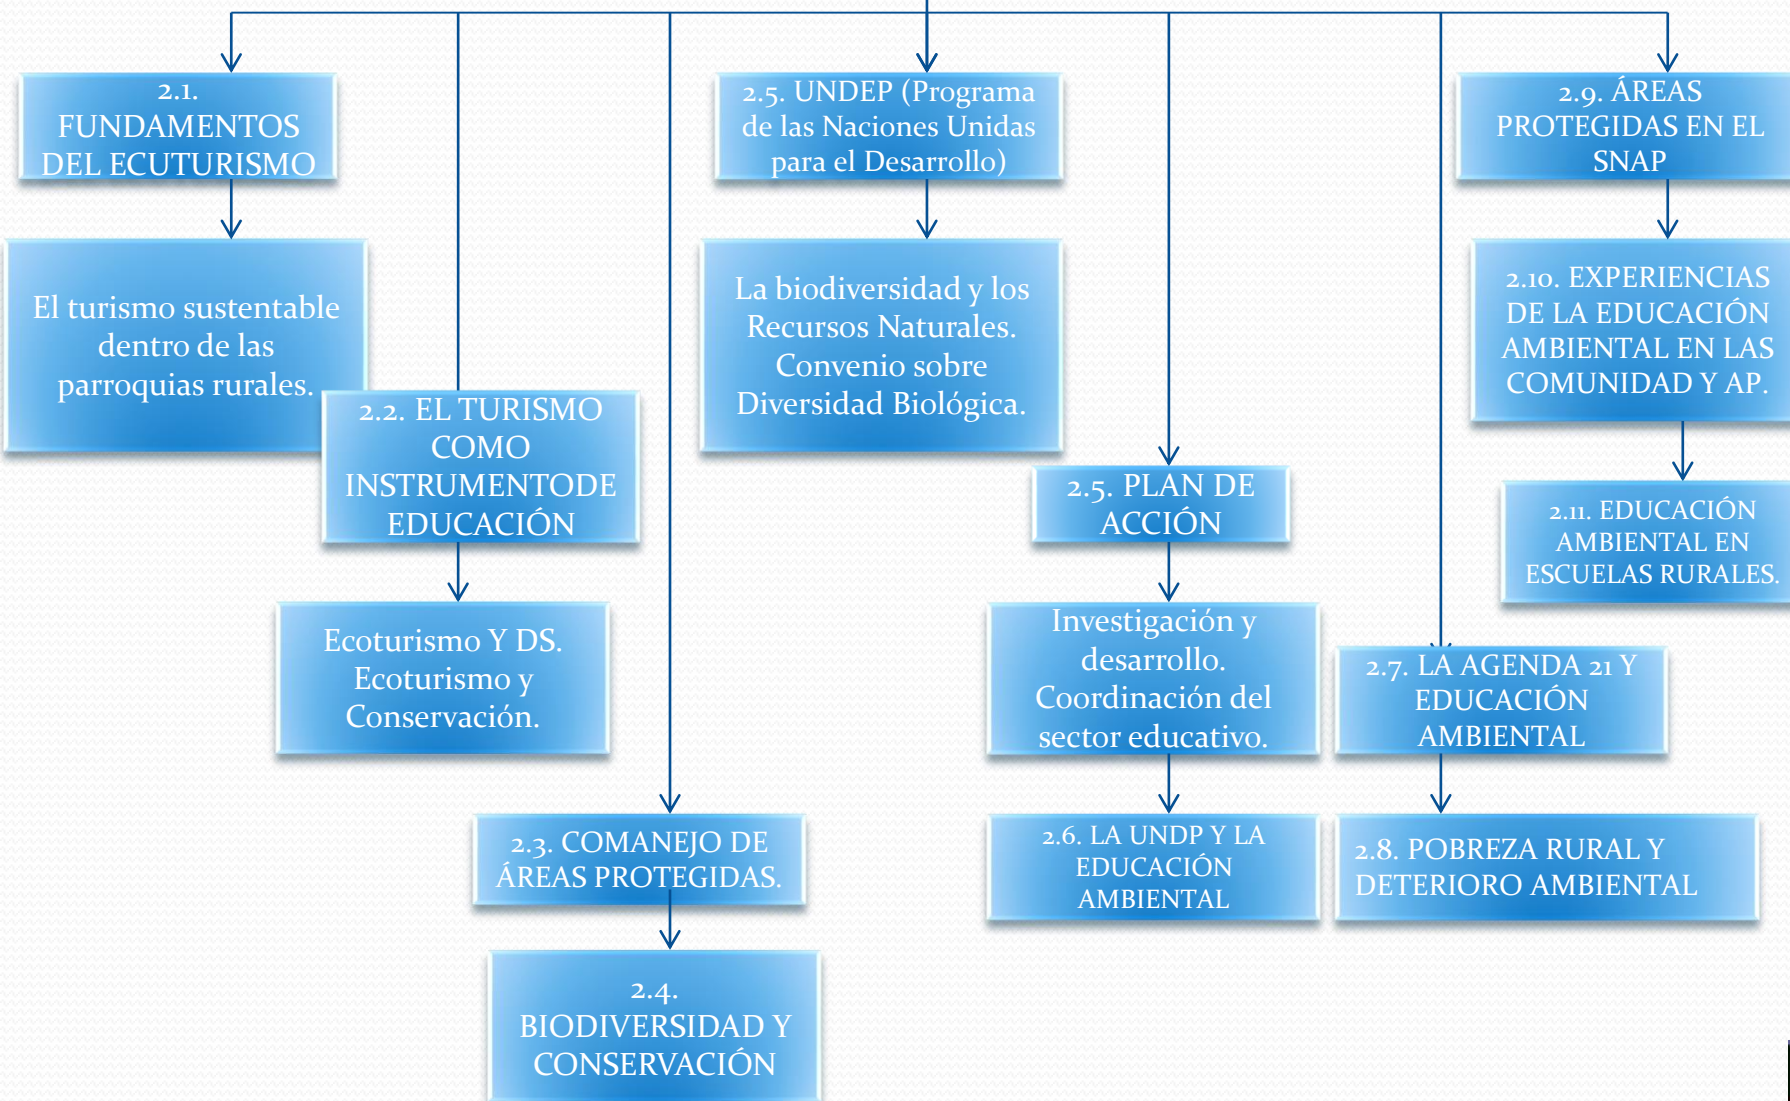 2.1.
FUNDAMENTOS
DEL ECUTURISMO
El turismo sustentable
dentro de las
parroquias rurales.
2.2. EL TURISMO
COMO
INSTRUMENTODE
EDUCACIÓN
Ecoturismo Y DS.
Ecoturismo y
Conservación.
2.3. COMANEJO DE
ÁREAS PROTEGIDAS.
2.4.
BIODIVERSIDAD Y
CONSERVACIÓN
2.5. UNDEP (Programa
de las Naciones Unidas
para el Desarrollo)
La biodiversidad y los
Recursos Naturales.
Convenio sobre
Diversidad Biológica.
2.5. PLAN DE
ACCIÓN
Investigación y
desarrollo.
Coordinación del
sector educativo.
2.6. LA UNDP Y LA
EDUCACIÓN
AMBIENTAL
2.7. LA AGENDA 21 Y
EDUCACIÓN
AMBIENTAL
2.8. POBREZA RURAL Y
DETERIORO AMBIENTAL
2.9. ÁREAS
PROTEGIDAS EN EL
SNAP
2.10. EXPERIENCIAS
DE LA EDUCACIÓN
AMBIENTAL EN LAS
COMUNIDAD Y AP.
2.11. EDUCACIÓN
AMBIENTAL EN
ESCUELAS RURALES.